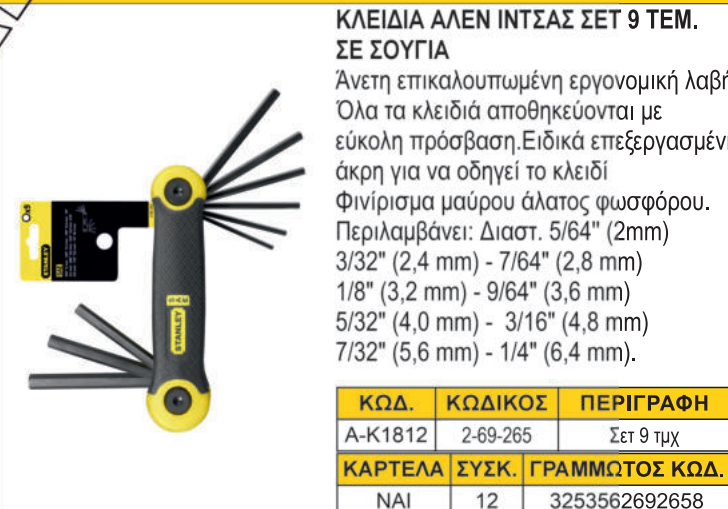 ΚΛΕΙΔΙΑ ΑΛΕΝ ΙΝΤΣΑΣ ΣΕΤ 9 ΤΕΜ.
ΣΕ ΣΟΥΓΙΑ
Άνετη επικαλουπωμένη εργονομική λαβή
Όλα τα κλειδιά αποθηκεύονται με
εύκολη πρόσβαση.Ειδικά επεξεργασμένη
άκρη για να οδηγεί το κλειδί
Φινίρισμα μαύρου άλατος φωσφόρου.
Περιλαμβάνει: Διαστ. 5/64" (2mm)
3/32" (2,4 mm) - 7/64" (2,8 mm)
1/8" (3,2 mm) - 9/64" (3,6 mm)
5/32" (4,0 mm) - 3/16" (4,8 mm)
7/32" (5,6 mm) - 1/4" (6,4 mm).
ΚΩΔ. ΚΩΔΙΚΟΣ ΠΕΡΙΓΡΑΦΗ
A-K1812 2-69-265 Σετ 9 τμχ
ΚΑΡΤΕΛΑ ΣΥΣΚ. ΓΡΑΜΜΩΤΟΣ ΚΩΔ.
ΝΑΙ 12 3253562692658
STANLEY
STANLEY
SAE